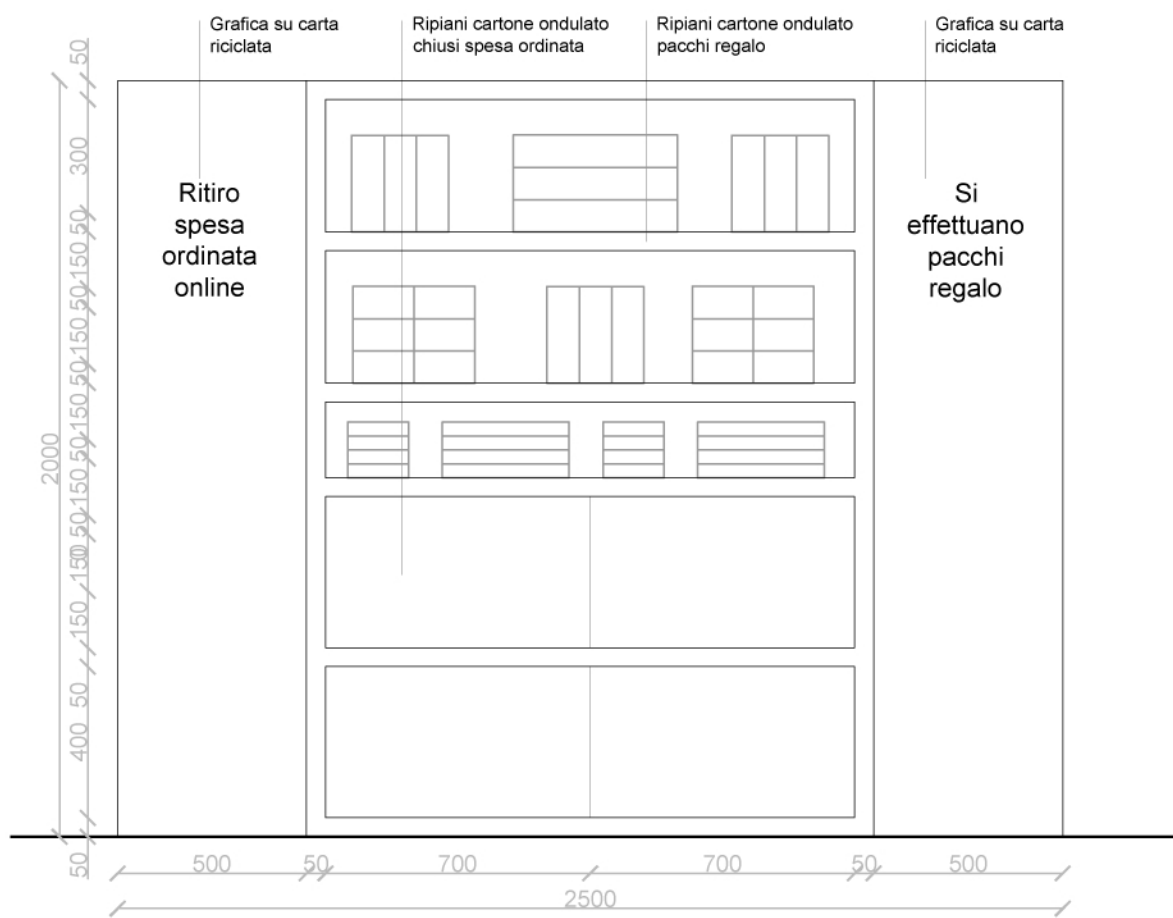 Grafica su carta
riciclata
Ripiani cartone ondulato
chiusi spesa ordinata
Ripiani cartone ondulato
pacchi regalo
Grafica su carta
riciclata
Ritiro
spesa
ordinata
online
Si
effettuano
pacchi
regalo
2000
50
300
50
150
50
150
50
150
50
150
50
150
150
50
400
50
500
50
700
700
50
500
2500